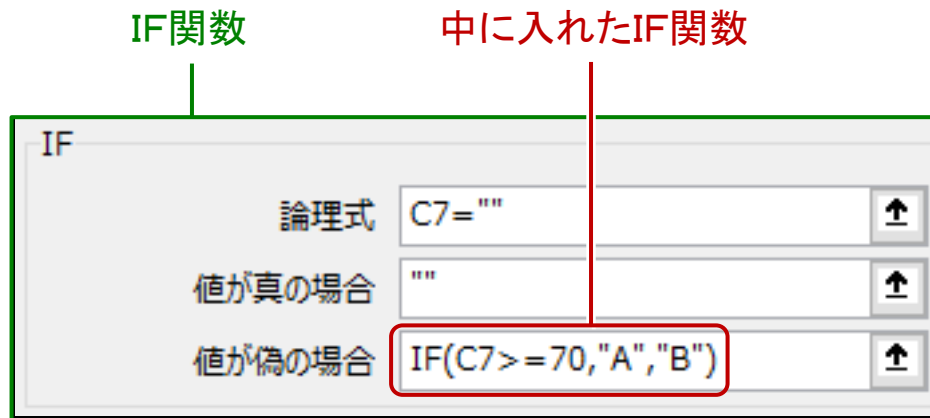 IF関数
中に入れたIF関数
IF
論理式 C7=""
値が真の場合 ""
値が偽の場合 IF(C7>=70,"A","B")